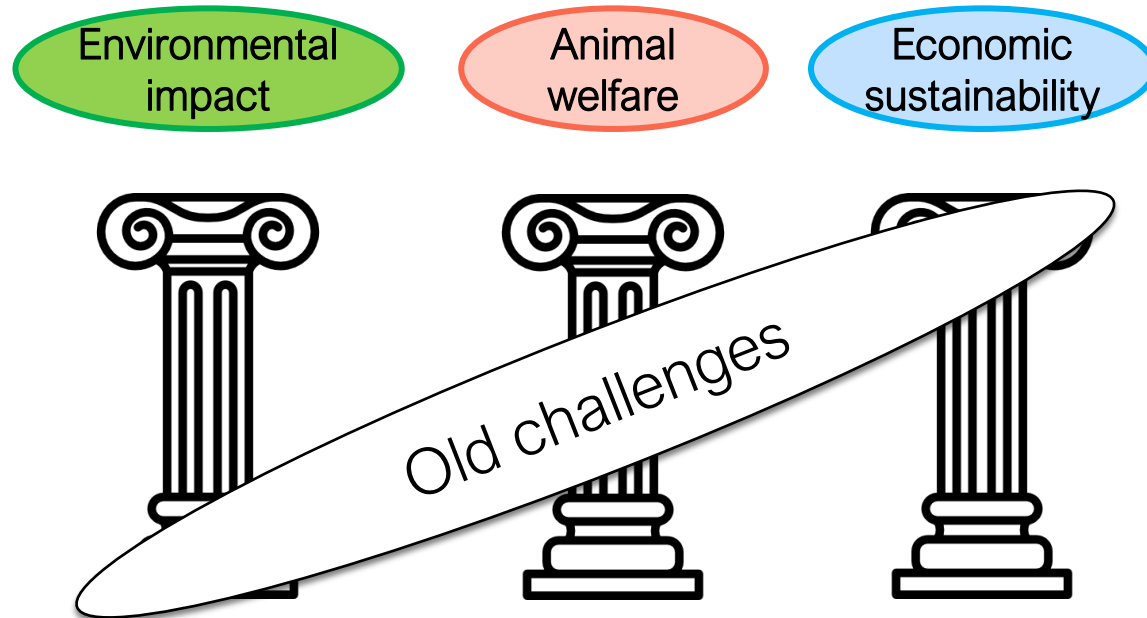 Environmental
impact
Animal
welfare
Economic
sustainability
Old challenges